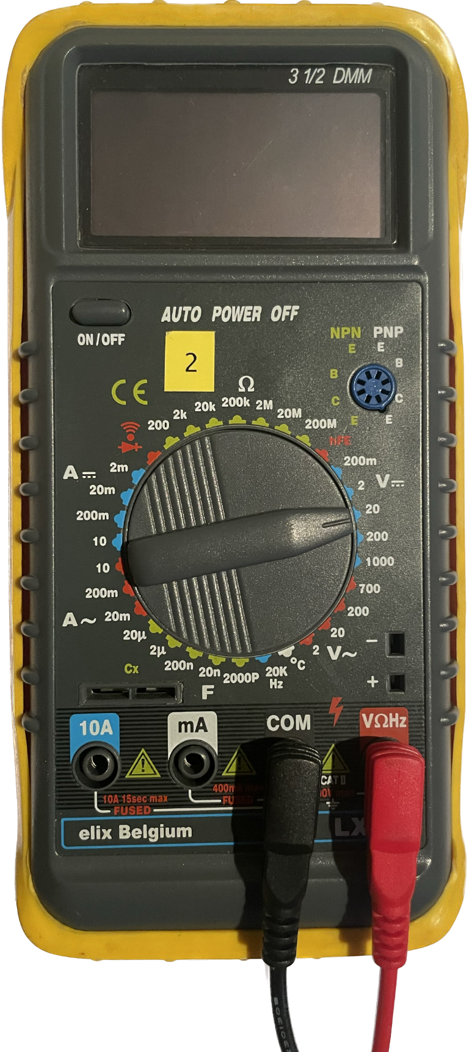 3 1/2 DMM
AUTO POWER OFF
ON/OFF
2
NPN PNP
E E
B B
C C
E E
CE
Ω
200 2k 20k 200k 2M 20M 200M
hFE
A⎓
2m
20m
200m
10
V⎓
200m
2
20
200
1000
A~
10
200m
20m
V~
700
200
20
2
Cx
20µ
2µ
200n
20n
2000P
F
20K
Hz
°C
−
+
10A
mA
COM
VΩHz
10A 15sec max
FUSED
400m
FUSED
CAT II
elix Belgium
LX